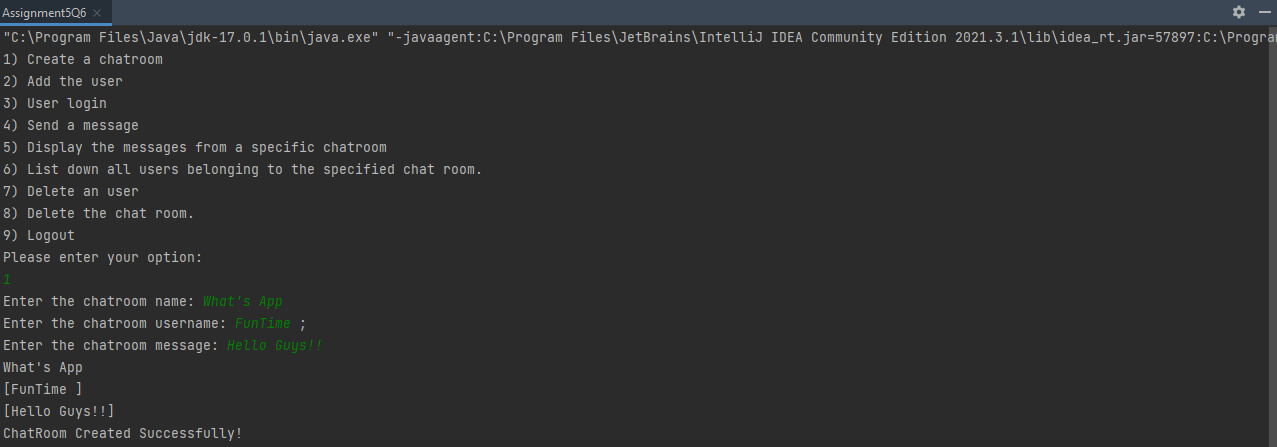 Assignment5Q6
"C:\Program Files\Java\jdk-17.0.1\bin\java.exe" "-javaagent:C:\Program Files\JetBrains\IntelliJ IDEA Community Edition 2021.3.1\lib\idea_rt.jar=57897:C:\Program
1) Create a chatroom
2) Add the user
3) User login
4) Send a message
5) Display the messages from a specific chatroom
6) List down all users belonging to the specified chat room.
7) Delete an user
8) Delete the chat room.
9) Logout
Please enter your option:
1
Enter the chatroom name: What's App
Enter the chatroom username: FunTime ;
Enter the chatroom message: Hello Guys!!
What's App
[FunTime ]
[Hello Guys!!]
ChatRoom Created Successfully!